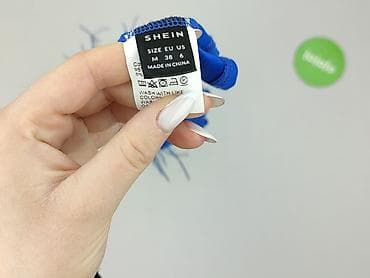 SHEIN
SIZE EU US
M 38 6
MADE IN CHINA
WASH WITH LIKE